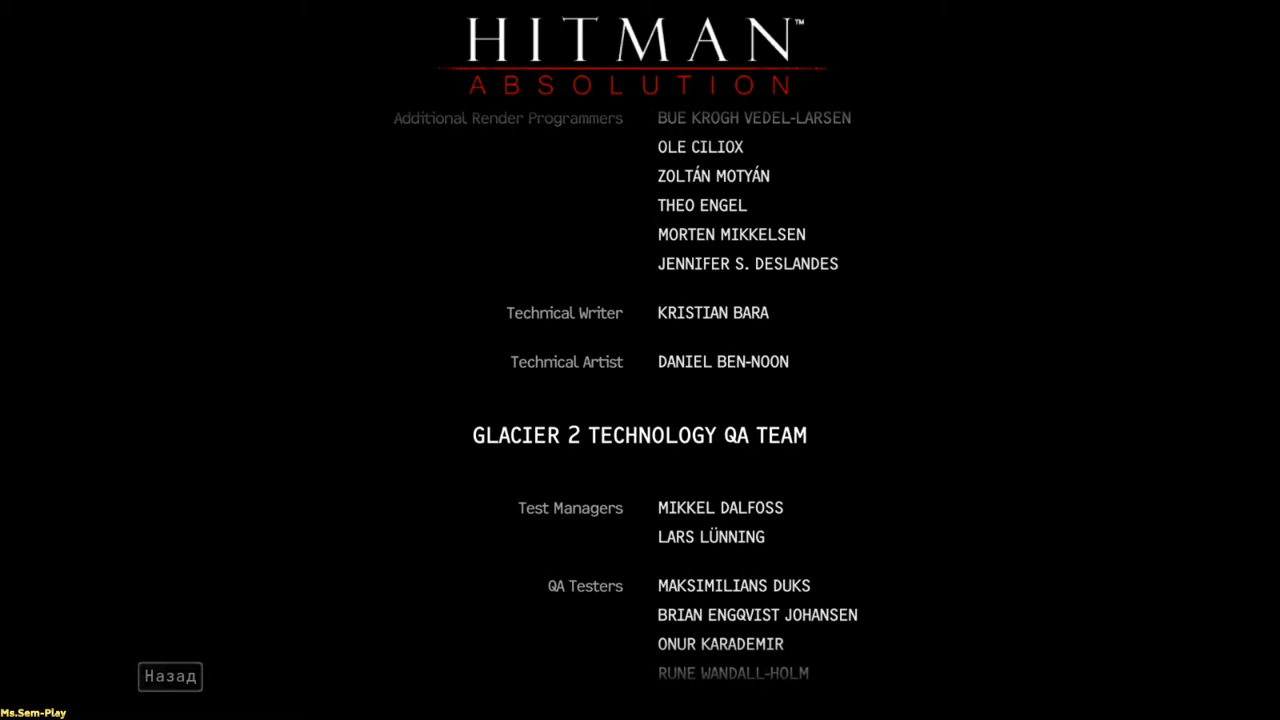 HITMAN™
ABSOLUTION
Additional Render Programmers BUE KROGH VEDEL-LARSEN
OLE CILIOX
ZOLTÁN MOTYÁN
THEO ENGEL
MORTEN MIKKELSEN
JENNIFER S. DESLANDES
Technical Writer KRISTIAN BARA
Technical Artist DANIEL BEN-NOON
GLACIER 2 TECHNOLOGY QA TEAM
Test Managers MIKKEL DALFOSS
LARS LÜNNING
QA Testers MAKSIMILIANS DUKS
BRIAN ENGQVIST JOHANSEN
ONUR KARADEMIR
RUNE WANDALL-HOLM
Назад
Ms.Sem-Play